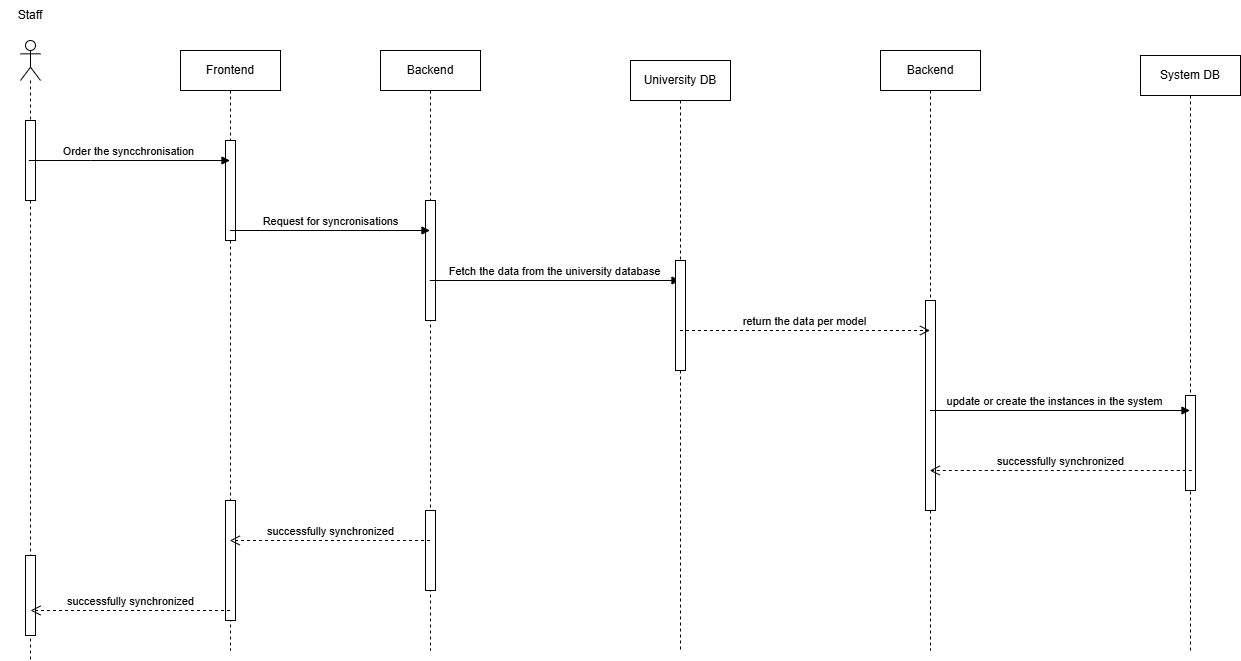 Staff
Frontend
Backend
University DB
Backend
System DB
Order the syncchronisation
Request for syncronisations
Fetch the data from the university database
return the data per model
update or create the instances in the system
successfully synchronized
successfully synchronized
successfully synchronized